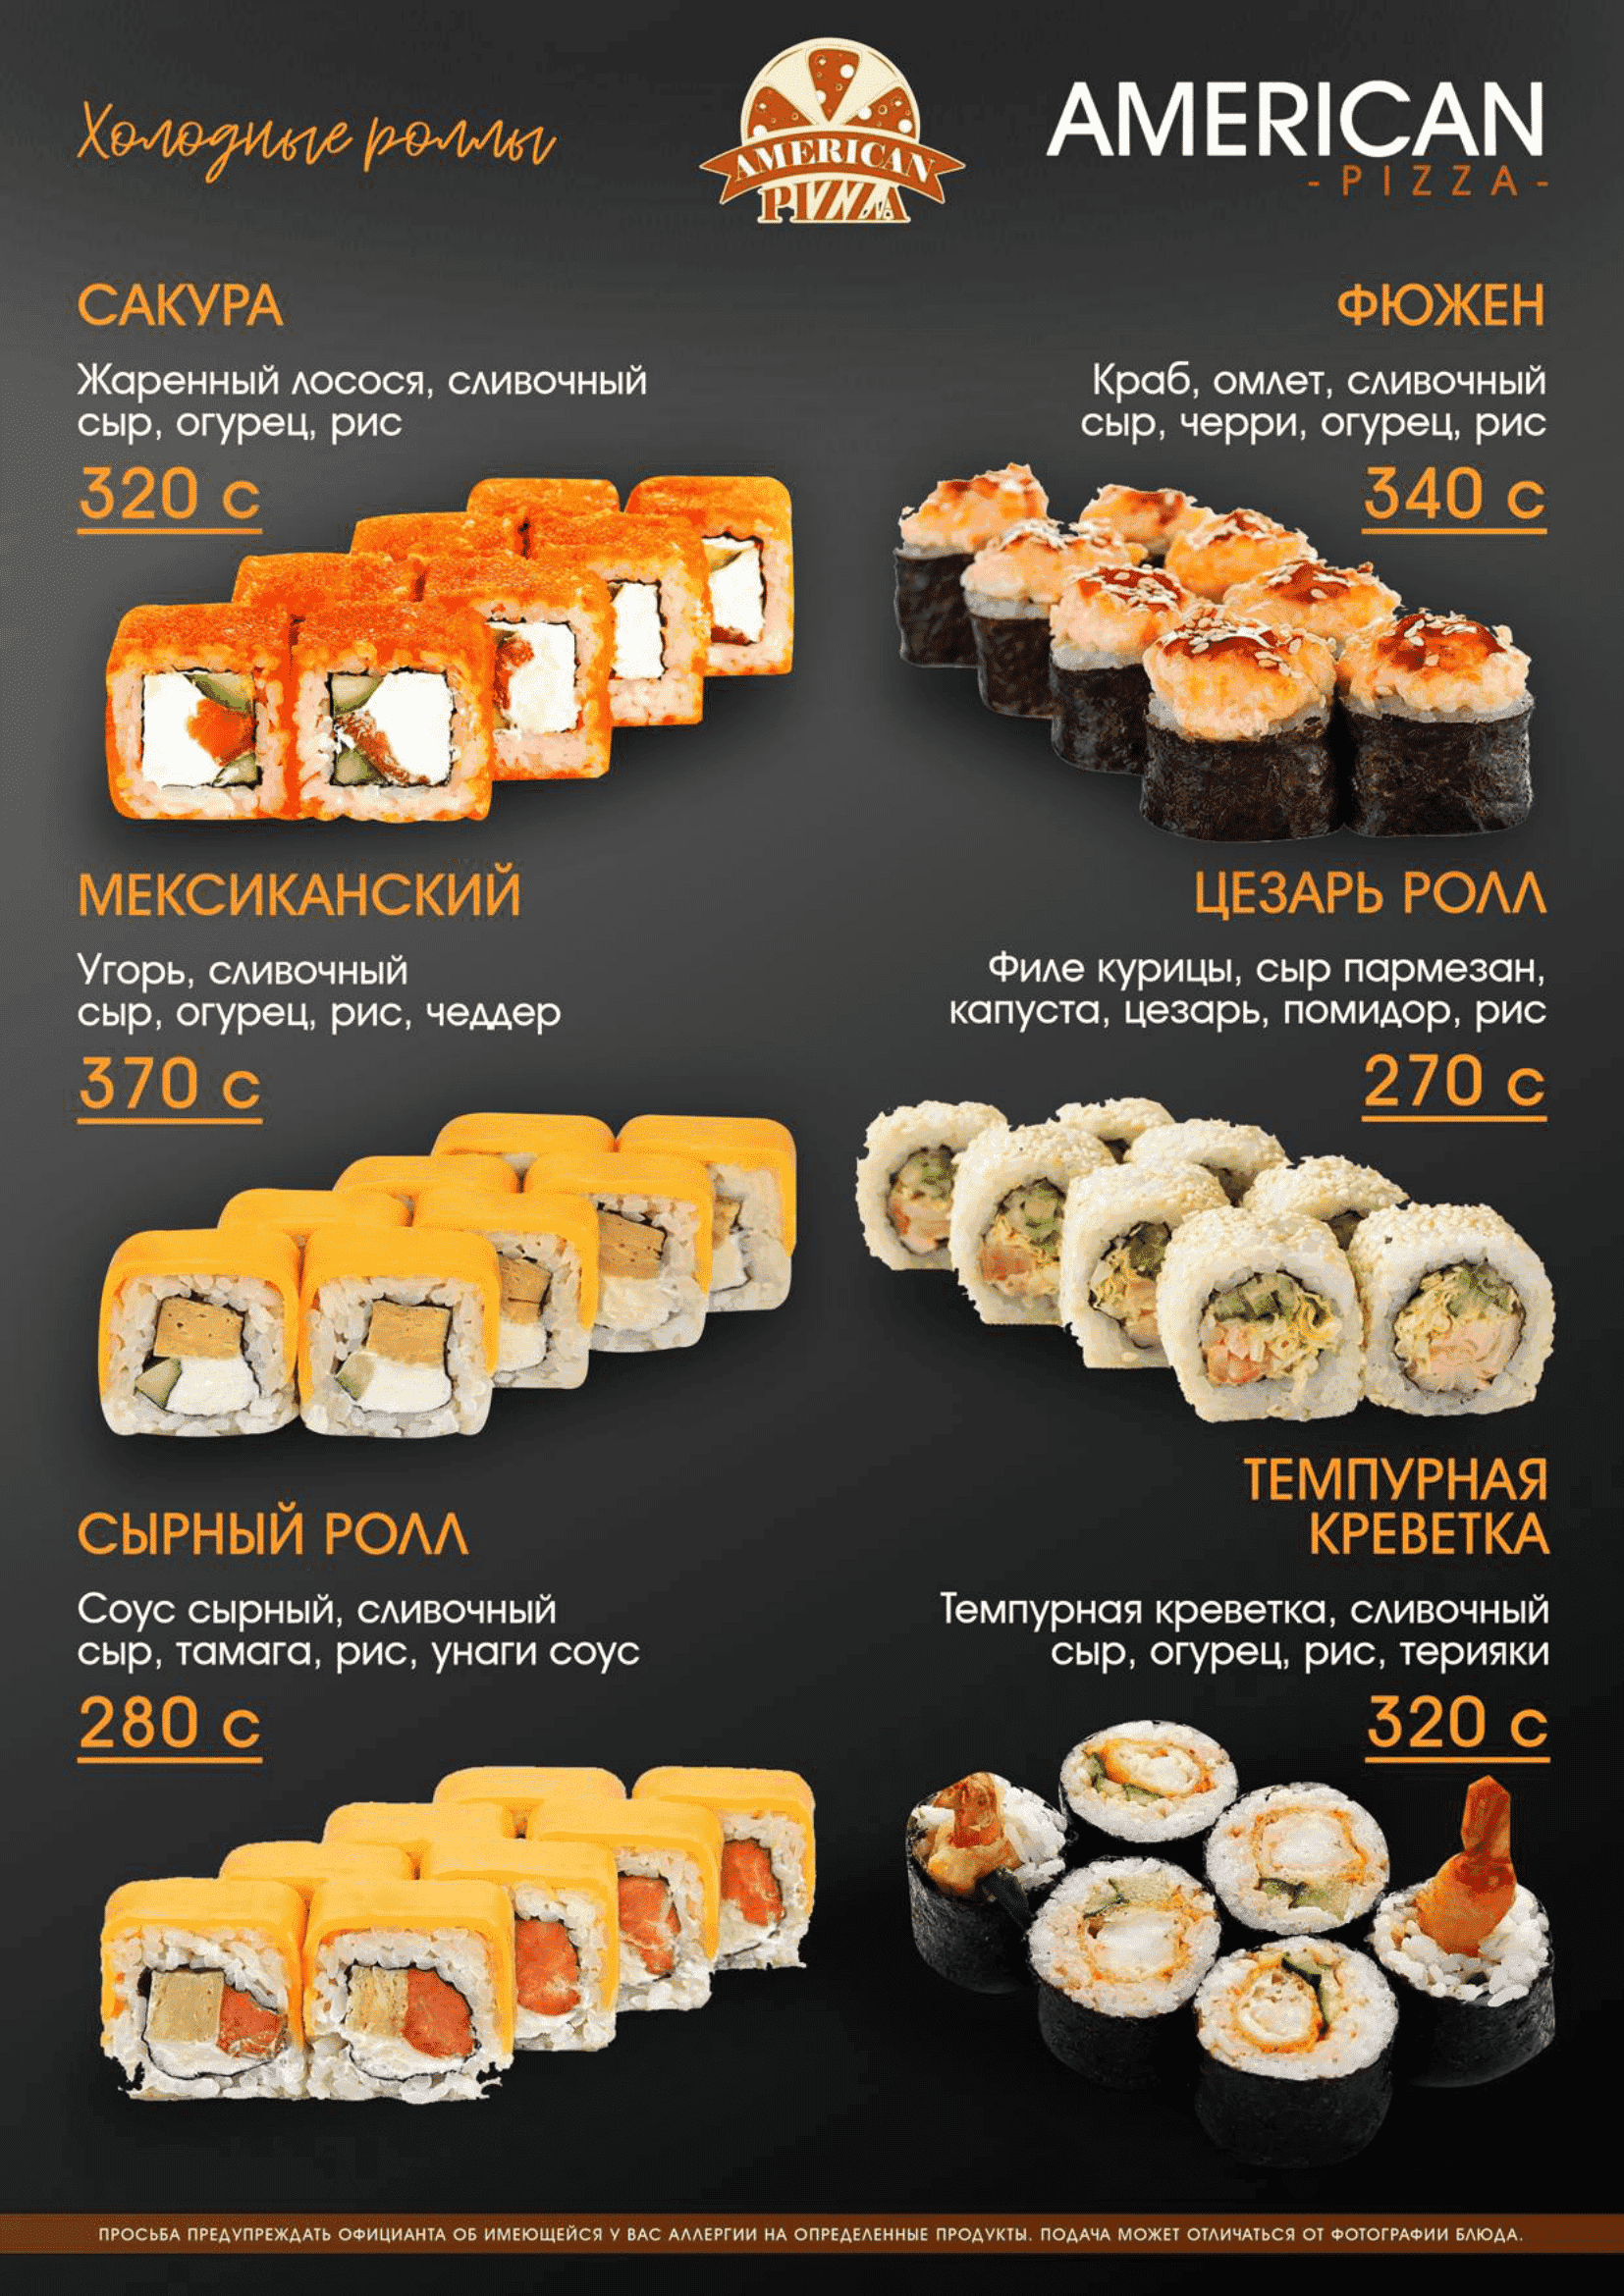 Холодные роллы
AMERICAN
PIZZA
AMERICAN
- PIZZA -
САКУРА
Жаренный лосося, сливочный
сыр, огурец, рис
320 с
ФЮЖЕН
Краб, омлет, сливочный
сыр, черри, огурец, рис
340 с
МЕКСИКАНСКИЙ
Угорь, сливочный
сыр, огурец, рис, чеддер
370 с
ЦЕЗАРЬ РОЛЛ
Филе курицы, сыр пармезан,
капуста, цезарь, помидор, рис
270 с
СЫРНЫЙ РОЛЛ
Соус сырный, сливочный
сыр, тамага, рис, унаги соус
280 с
ТЕМПУРНАЯ
КРЕВЕТКА
Темпурная креветка, сливочный
сыр, огурец, рис, терияки
320 с
ПРОСЬБА ПРЕДУПРЕЖДАТЬ ОФИЦИАНТА ОБ ИМЕЮЩЕЙСЯ У ВАС АЛЛЕРГИИ НА ОПРЕДЕЛЕННЫЕ ПРОДУКТЫ. ПОДАЧА МОЖЕТ ОТЛИЧАТЬСЯ ОТ ФОТОГРАФИИ БЛЮДА.